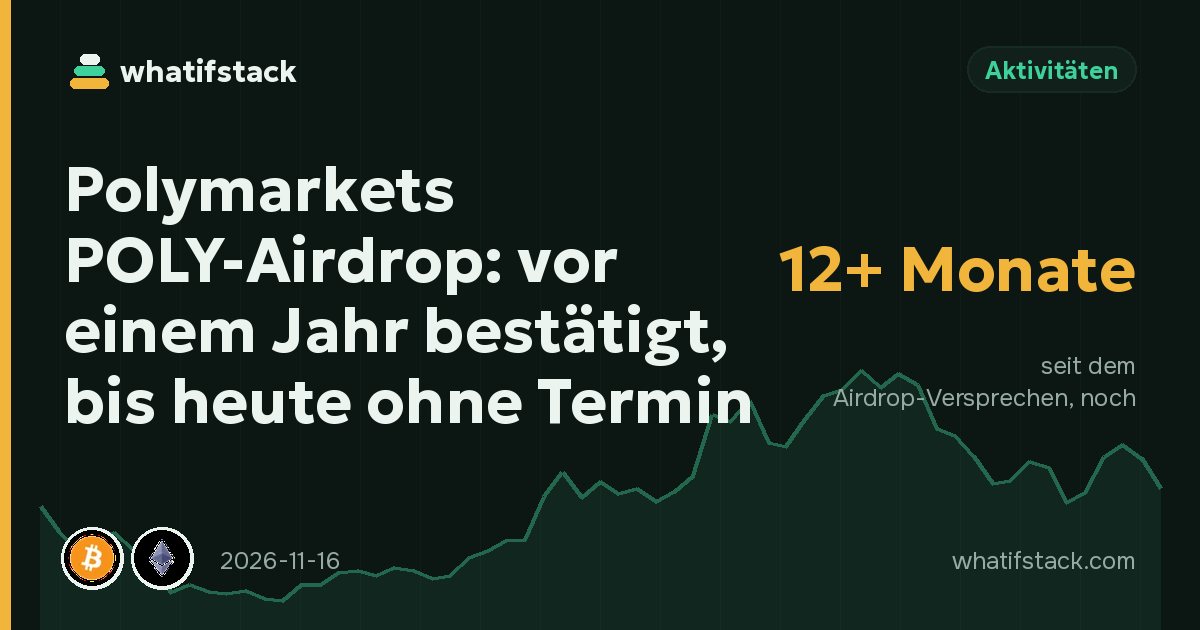 whatifstack
Aktivitäten
Polymarkets
POLY-Airdrop: vor
einem Jahr bestätigt,
bis heute ohne Termin
12+ Monate
seit dem
Airdrop-Versprechen, noch
2026-11-16
whatifstack.com